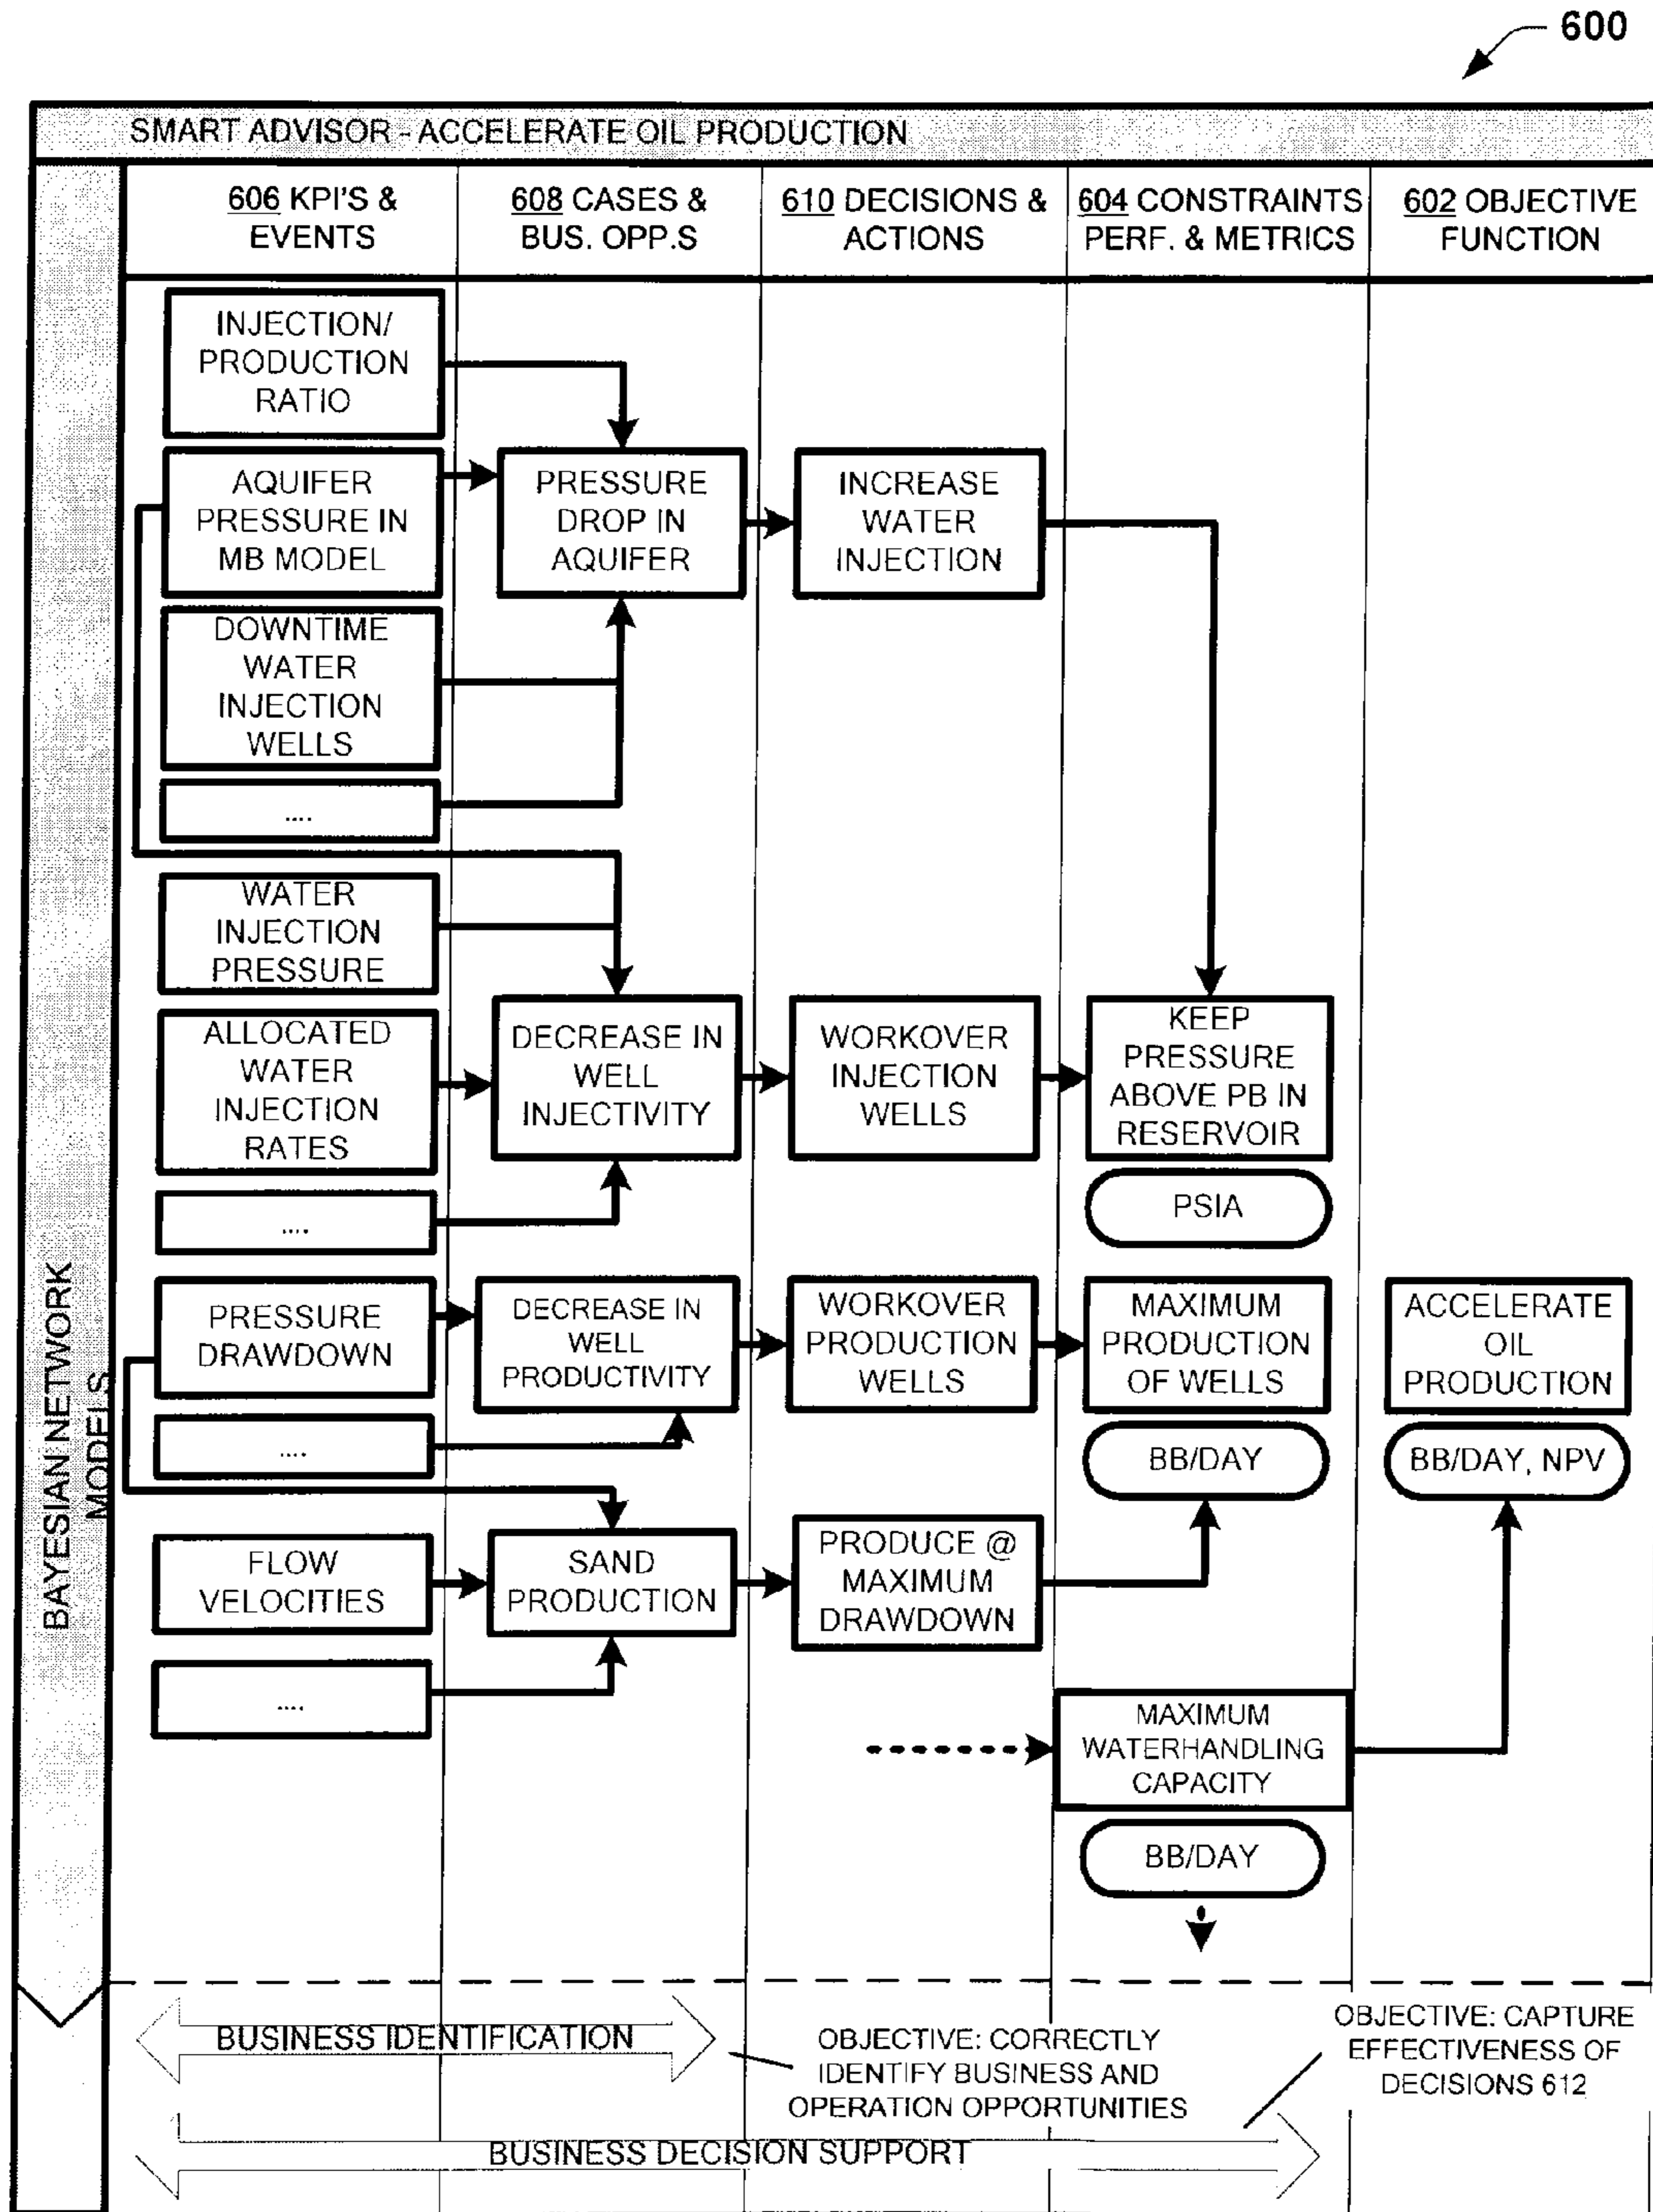 600
SMART ADVISOR - ACCELERATE OIL PRODUCTION
606 KPI'S &
EVENTS
608 CASES &
BUS. OPP.S
610 DECISIONS &
ACTIONS
604 CONSTRAINTS
PERF. & METRICS
602 OBJECTIVE
FUNCTION
INJECTION/
PRODUCTION
RATIO
AQUIFER
PRESSURE IN
MB MODEL
PRESSURE
DROP IN
AQUIFER
INCREASE
WATER
INJECTION
DOWNTIME
WATER
INJECTION
WELLS
....
WATER
INJECTION
PRESSURE
ALLOCATED
WATER
INJECTION
RATES
DECREASE IN
WELL
INJECTIVITY
WORKOVER
INJECTION
WELLS
KEEP
PRESSURE
ABOVE PB IN
RESERVOIR
PSIA
....
PRESSURE
DRAWDOWN
DECREASE IN
WELL
PRODUCTIVITY
WORKOVER
PRODUCTION
WELLS
MAXIMUM
PRODUCTION
OF WELLS
ACCELERATE
OIL
PRODUCTION
....
BB/DAY
BB/DAY, NPV
FLOW
VELOCITIES
SAND
PRODUCTION
PRODUCE @
MAXIMUM
DRAWDOWN
....
MAXIMUM
WATERHANDLING
CAPACITY
BB/DAY
BAYESIAN NETWORK
MODELS
BUSINESS IDENTIFICATION
OBJECTIVE: CORRECTLY
IDENTIFY BUSINESS AND
OPERATION OPPORTUNITIES
OBJECTIVE: CAPTURE
EFFECTIVENESS OF
DECISIONS 612
BUSINESS DECISION SUPPORT